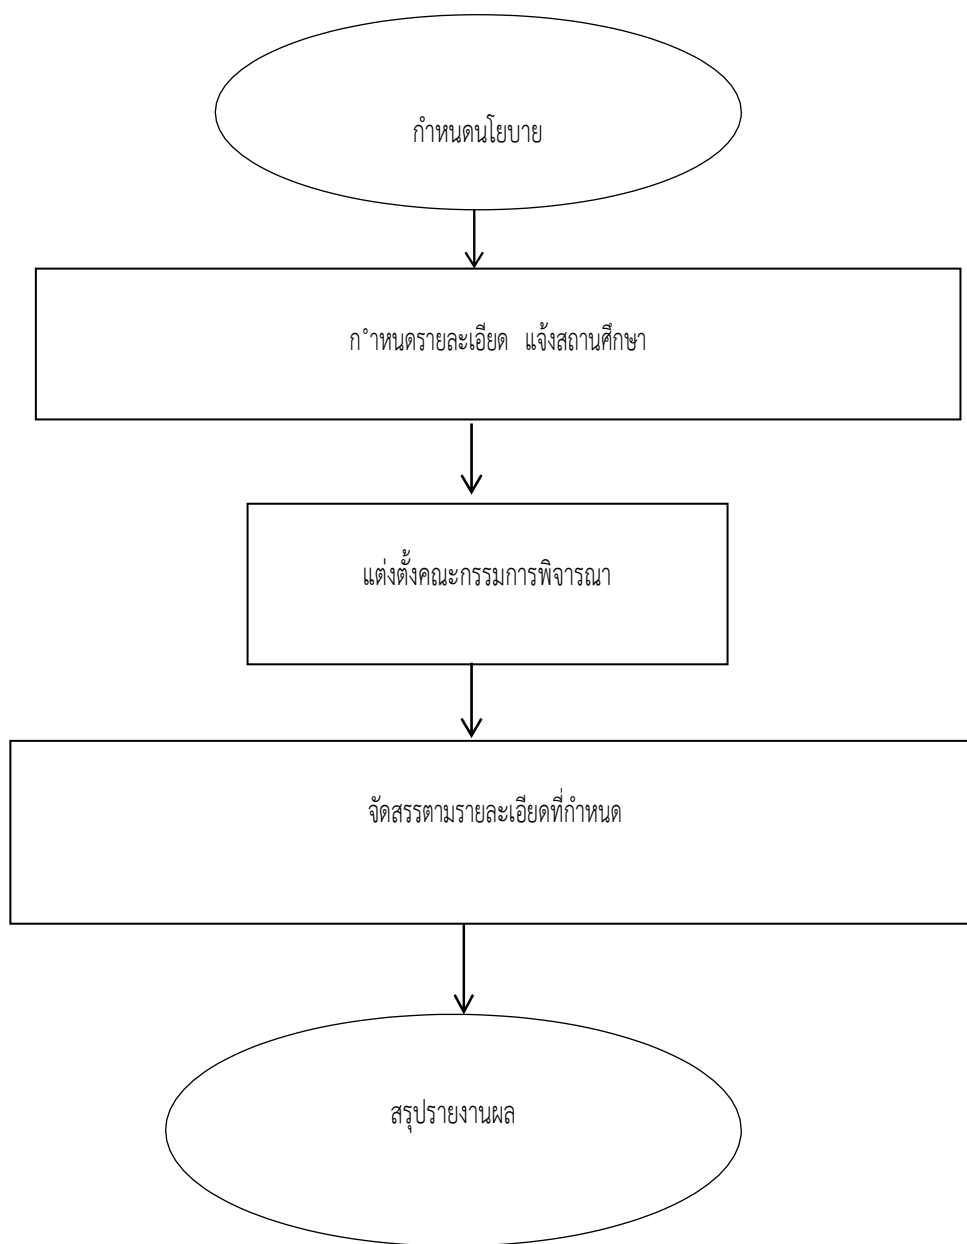 กำหนดนโยบาย
ก ำหนดรายละเอียด  แจ้งสถานศึกษา
แต่งตั้งคณะกรรมการพิจารณา
จัดสรรตามรายละเอียดที่กำหนด
สรุปรายงานผล